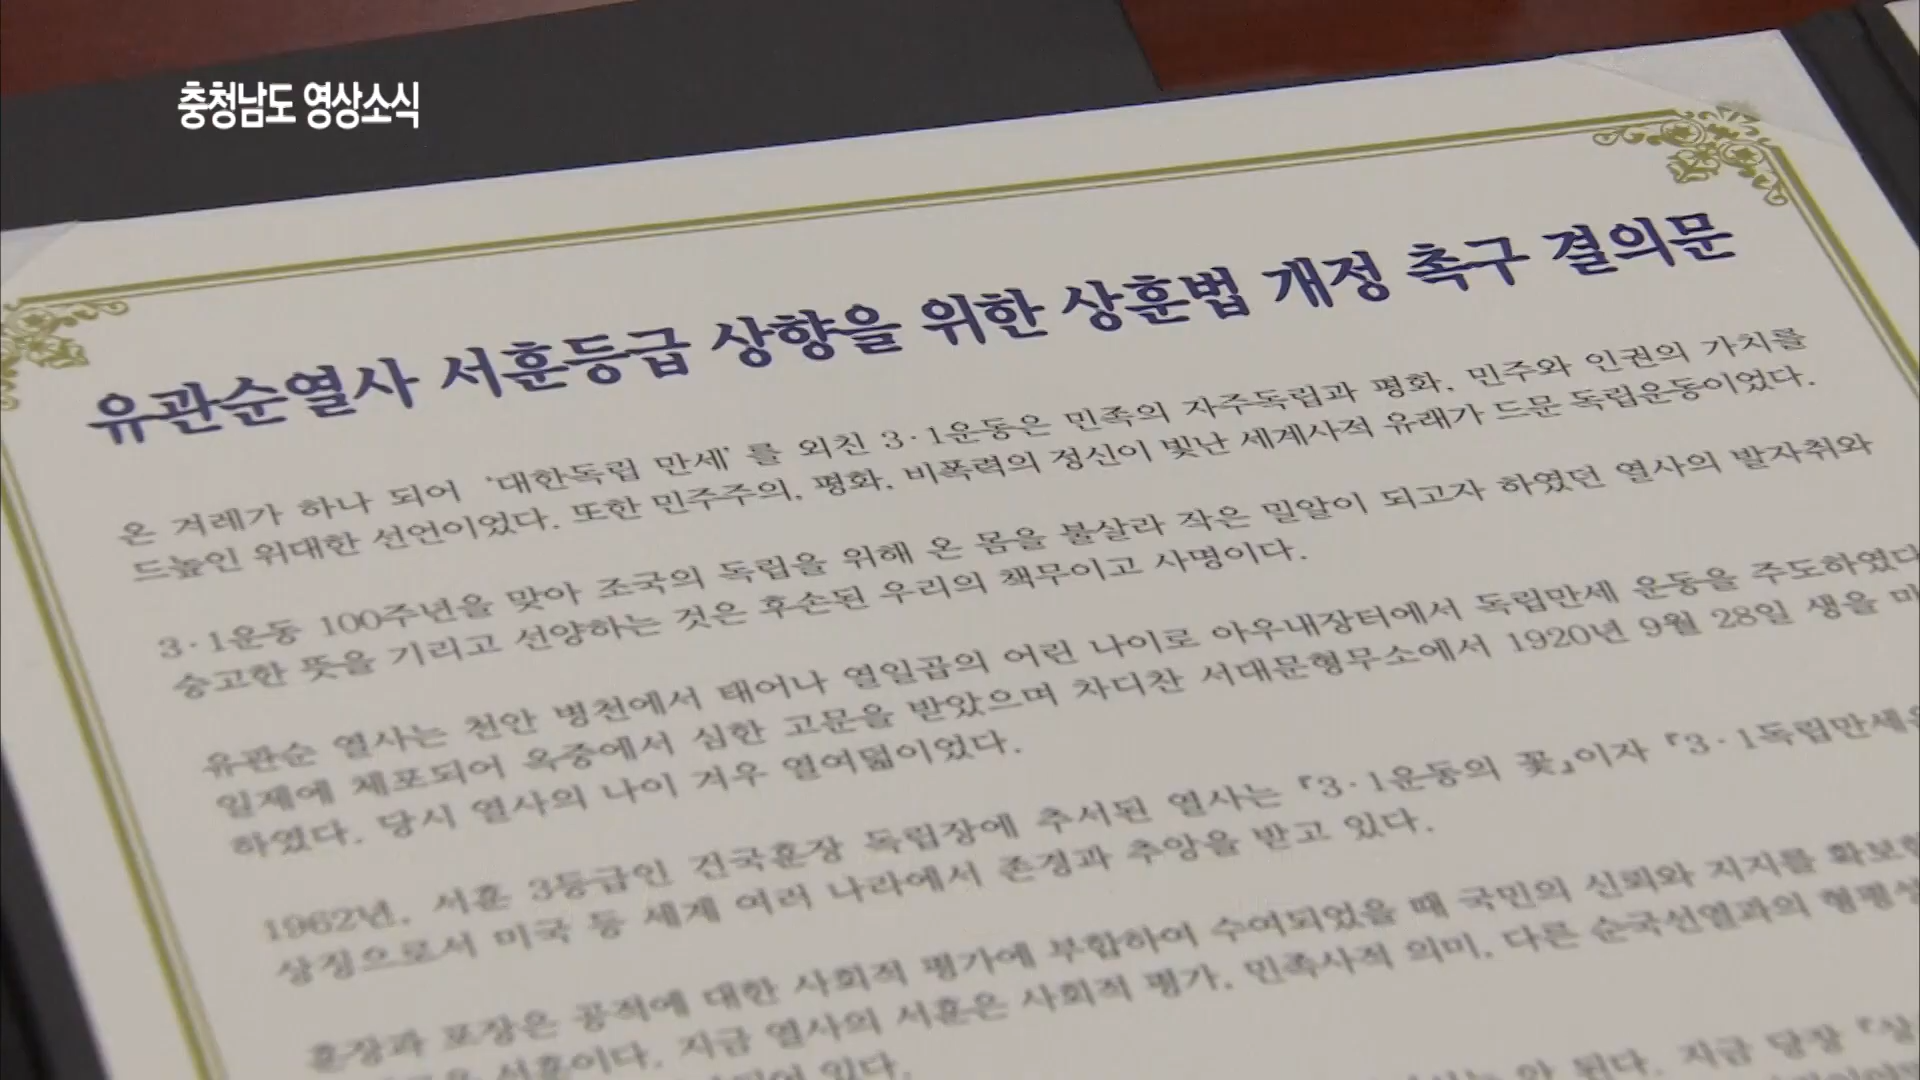 충청남도 영상소식
유관순열사 서훈등급 상향을 위한 상훈법 개정 촉구 결의문
온 겨레가 하나 되어 '대한독립 만세' 를 외친 3·1운동은 민족의 자주독립과 평화, 민주와 인권의 가치를
드높인 위대한 선언이었다. 또한 민주주의, 평화, 비폭력의 정신이 빛난 세계사적 유래가 드문 독립운동이었다.
3·1운동 100주년을 맞아 조국의 독립을 위해 온 몸을 불살라 작은 밀알이 되고자 하였던 열사의 발자취와
숭고한 뜻을 기리고 선양하는 것은 후손된 우리의 책무이고 사명이다.
유관순 열사는 천안 병천에서 태어나 열일곱의 어린 나이로 아우내장터에서 독립만세 운동을 주도하였다
일제에 체포되어 옥중에서 심한 고문을 받았으며 차디찬 서대문형무소에서 1920년 9월 28일 생을 마
하였다. 당시 열사의 나이 겨우 열여덟이었다.
1962년, 서훈 3등급인 건국훈장 독립장에 추서된 열사는 『3·1운동의 꽃』이자 『3·1독립만세운
상징으로서 미국 등 세계 여러 나라에서 존경과 추앙을 받고 있다.
훈장과 포장은 공적에 대한 사회적 평가에 부합하여 수여되었을 때 국민의 신뢰와 지지를 확보할
서훈이다. 지금 열사의 서훈은 사회적 평가, 민족사적 의미, 다른 순국선열과의 형평성
있다.
안 된다. 지금 당장 『상